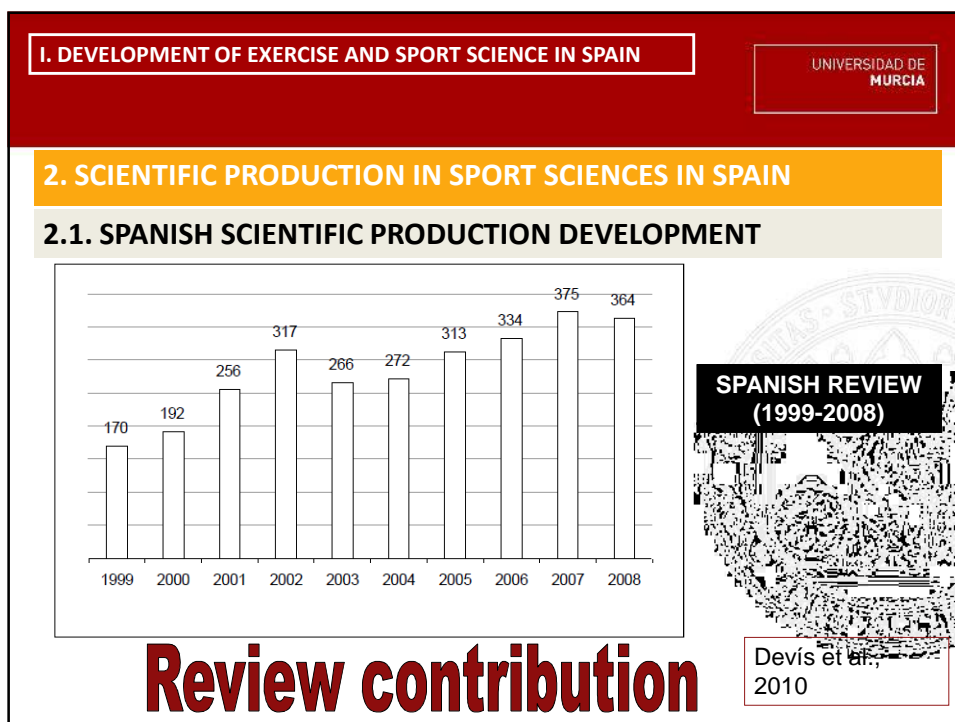 I. DEVELOPMENT OF EXERCISE AND SPORT SCIENCE IN SPAIN
UNIVERSIDAD DE
MURCIA
2. SCIENTIFIC PRODUCTION IN SPORT SCIENCES IN SPAIN
2.1. SPANISH SCIENTIFIC PRODUCTION DEVELOPMENT
170
192
256
317
266
272
313
334
375
364
1999 2000 2001 2002 2003 2004 2005 2006 2007 2008
SPANISH REVIEW
(1999-2008)
Review contribution
Devís et al.,
2010